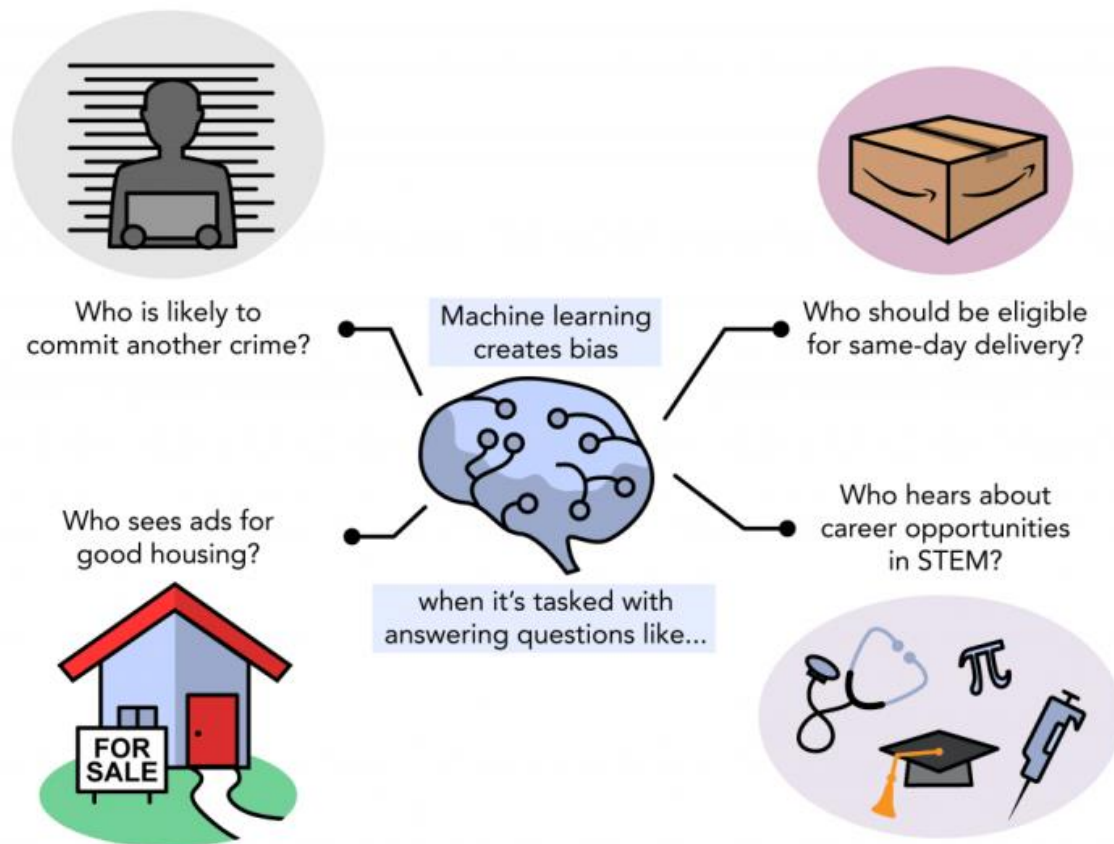 Who is likely to
commit another crime?
Machine learning
creates bias
Who should be eligible
for same-day delivery?
Who sees ads for
good housing?
FOR
SALE
when it's tasked with
answering questions like...
Who hears about
career opportunities
in STEM?
π